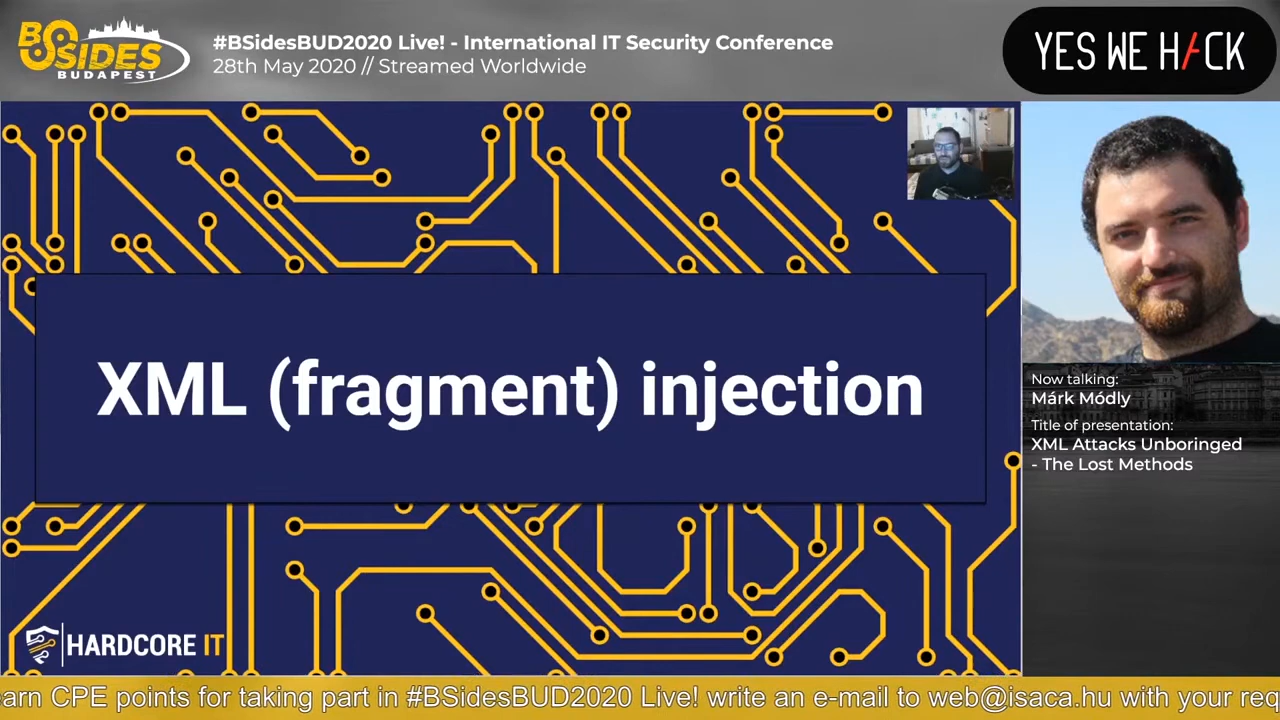 BSIDES
BUDAPEST
#BSidesBUD2020 Live! - International IT Security Conference
28th May 2020 // Streamed Worldwide
YES WE H/CK
XML (fragment) injection
Now talking:
Márk Módly
Title of presentation:
XML Attacks Unboringed
- The Lost Methods
HARDCORE IT
earn CPE points for taking part in #BSidesBUD2020 Live! write an e-mail to web@isaca.hu with your req